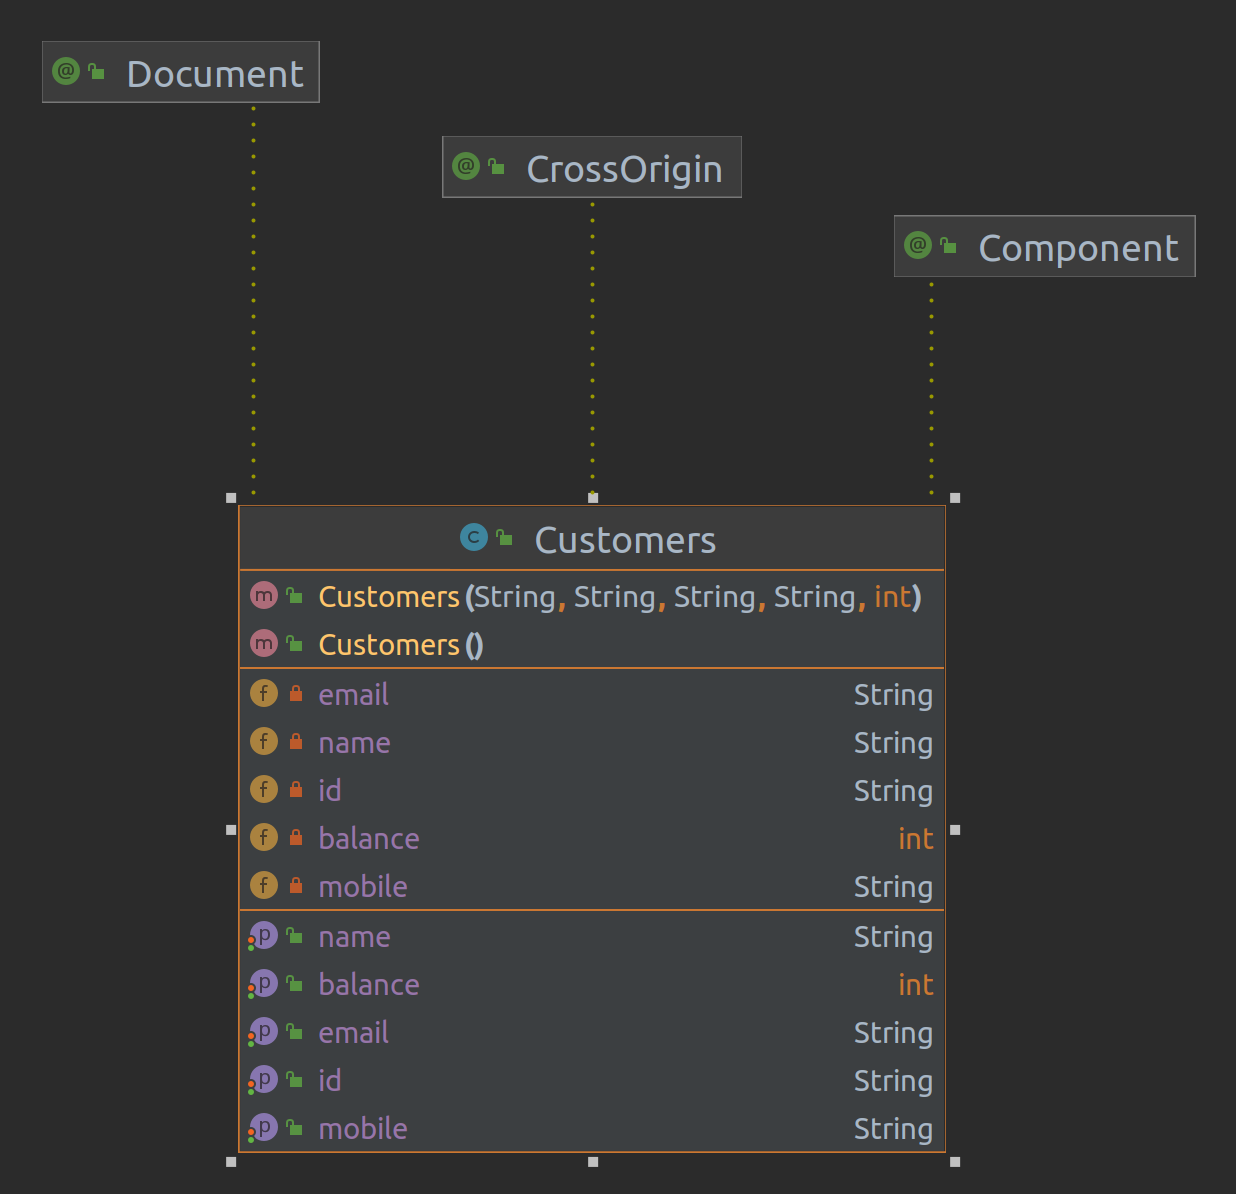 Document
CrossOrigin
Component
Customers
Customers(String, String, String, String, int)
Customers()
email String
name String
id String
balance int
mobile String
name String
balance int
email String
id String
mobile String